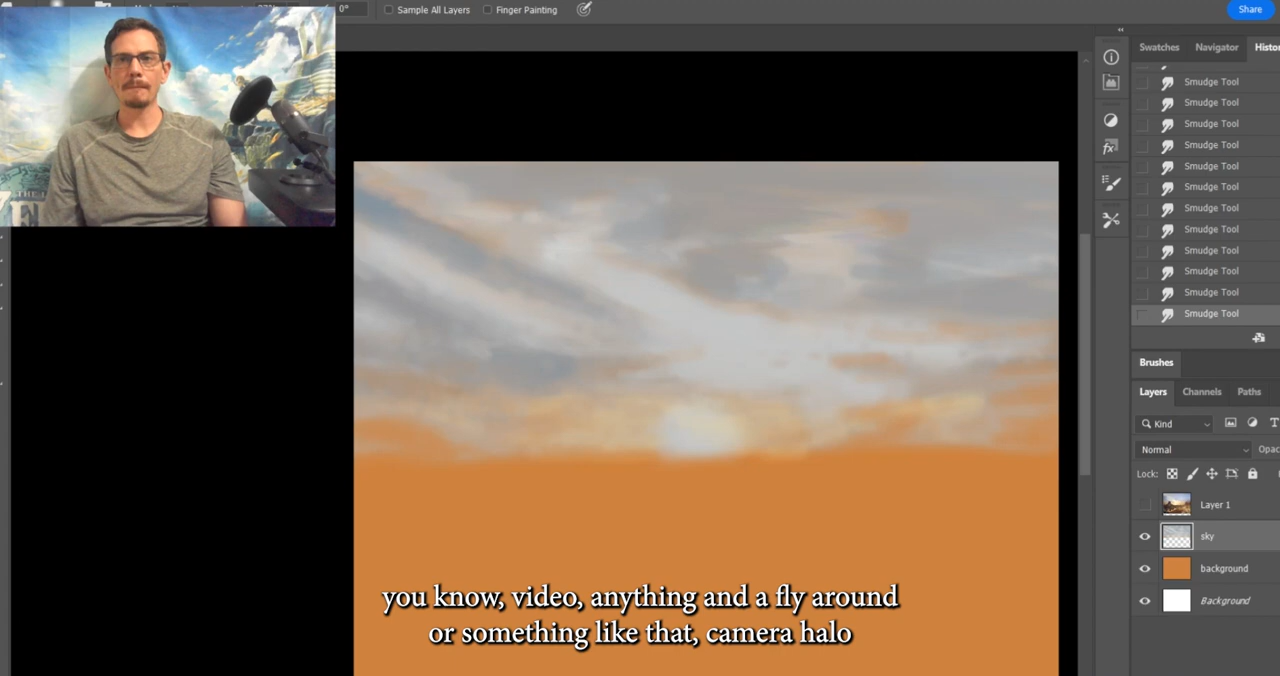 0°
Sample All Layers
Finger Painting
Share
Swatches
Navigator
Smudge Tool
Smudge Tool
Smudge Tool
Smudge Tool
Smudge Tool
Smudge Tool
Smudge Tool
Smudge Tool
Smudge Tool
Smudge Tool
Smudge Tool
Smudge Tool
Brushes
Layers
Channels
Paths
Kind
Normal
Lock:
Layer 1
sky
background
Background
you know, video, anything and a fly around
or something like that, camera halo